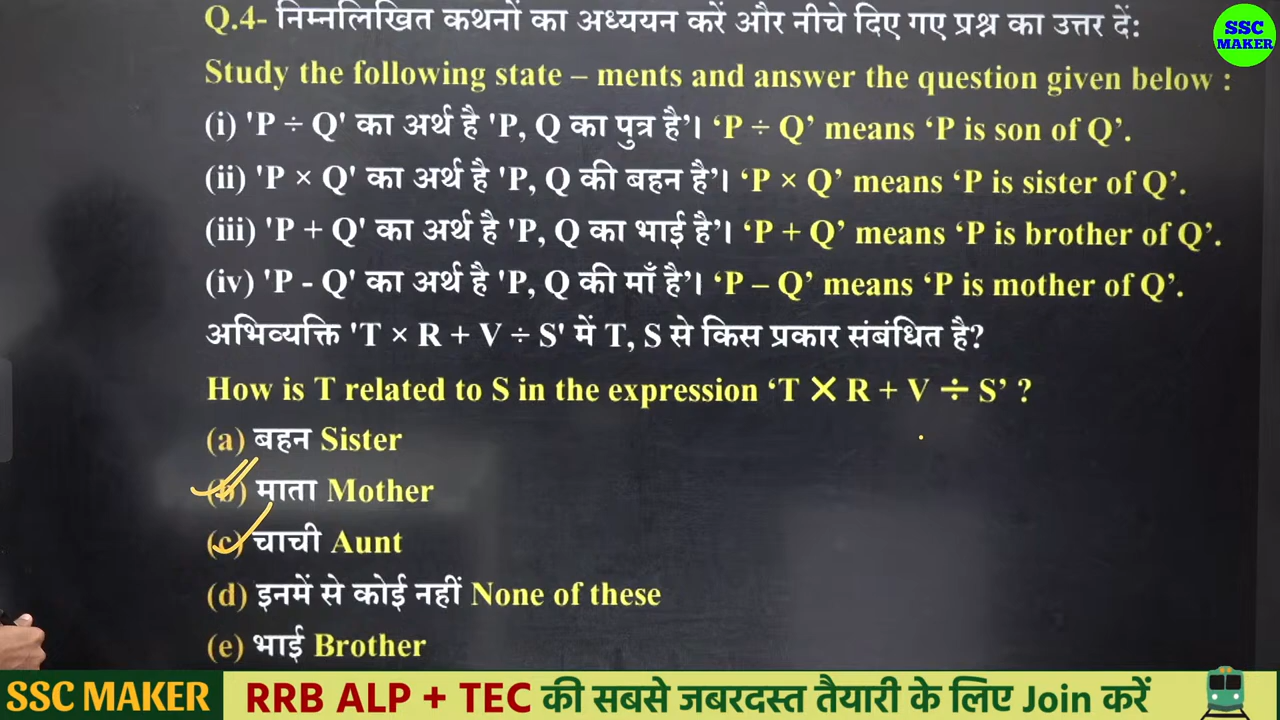 Q.4- निम्नलिखित कथनों का अध्ययन करें और नीचे दिए गए प्रश्न का उत्तर दें:
SSC
MAKER
Study the following state – ments and answer the question given below :
(i) 'P ÷ Q' का अर्थ है 'P, Q का पुत्र है’। ‘P ÷ Q’ means ‘P is son of Q’.
(ii) 'P × Q' का अर्थ है 'P, Q की बहन है’। ‘P × Q’ means ‘P is sister of Q’.
(iii) 'P + Q' का अर्थ है 'P, Q का भाई है’। ‘P + Q’ means ‘P is brother of Q’.
(iv) 'P - Q' का अर्थ है 'P, Q की माँ है’। ‘P – Q’ means ‘P is mother of Q’.
अभिव्यक्ति 'T × R + V ÷ S' में T, S से किस प्रकार संबंधित है?
How is T related to S in the expression ‘T × R + V ÷ S’ ?
(a) बहन Sister
(b) माता Mother
(c) चाची Aunt
(d) इनमें से कोई नहीं None of these
(e) भाई Brother
SSC MAKER RRB ALP + TEC की सबसे जबरदस्त तैयारी के लिए Join करें